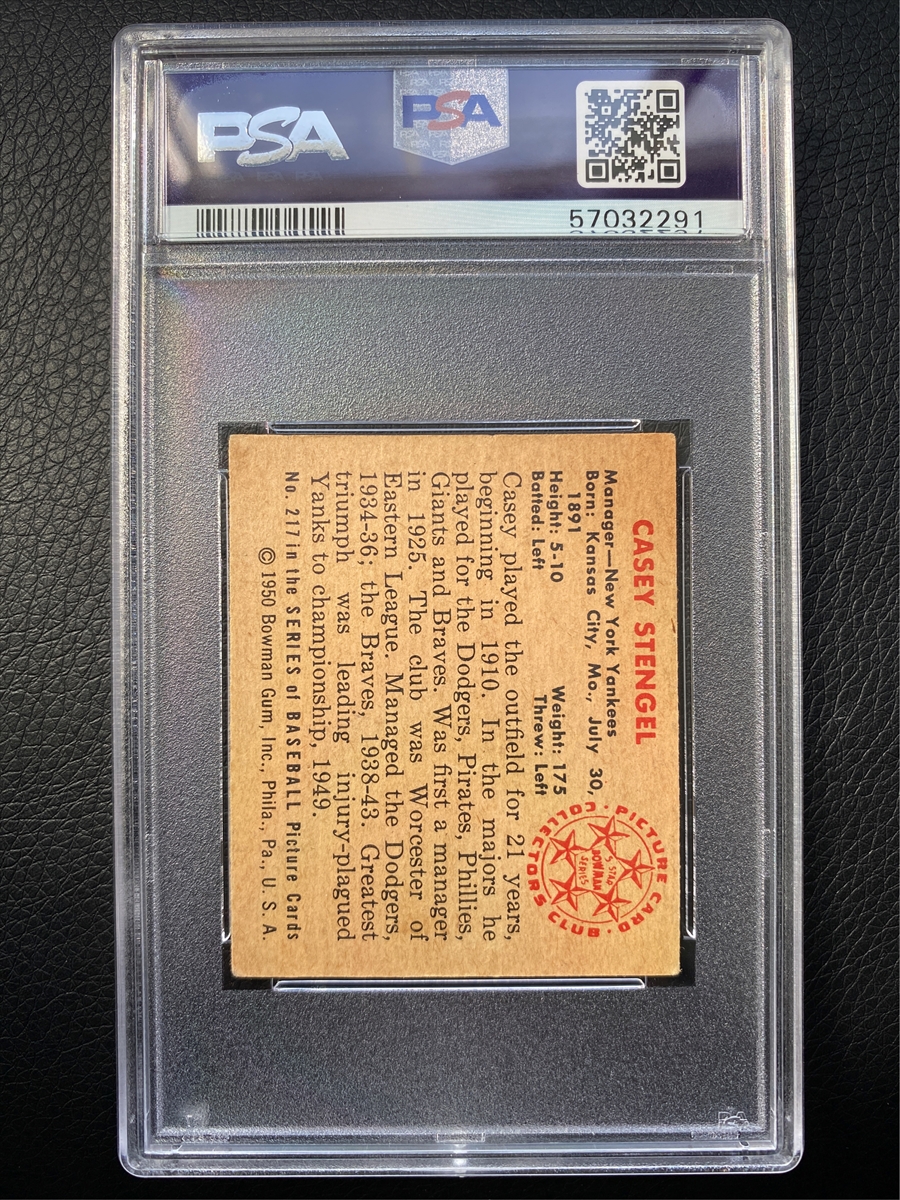 PSA
PSA
57032291
CASEY STENGEL
Manager—New York Yankees
Born: Kansas City, Mo., July 30,
1891
Height: 5-10 Weight: 175
Batted: Left Threw: Left
Casey played the outfield for 21 years,
beginning in 1910. In the majors he
played for the Dodgers, Pirates, Phillies,
Giants and Braves. Was first a manager
in 1925. The club was Worcester of
Eastern League. Managed the Dodgers,
1934-36; the Braves, 1938-43. Greatest
triumph was leading injury-plagued
Yanks to championship, 1949.
No. 217 in the SERIES of BASEBALL Picture Cards
© 1950 Bowman Gum, Inc., Phila., Pa., U. S. A.
PICTURE CARD · COLLECTORS CLUB ·
5 STAR
BOWMAN
SERIES